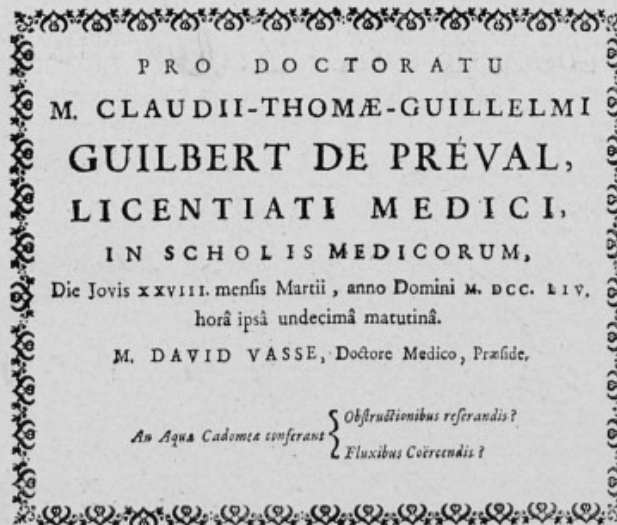 PRO DOCTORATU
M. CLAUDII-THOMÆ-GUILLELMI
GUILBERT DE PRÉVAL,
LICENTIATI MEDICI,
IN SCHOLIS MEDICORUM,
Die Jovis XXVIII. mensis Martii, anno Domini M. DCC. LIV.
horâ ipsâ undecimâ matutinâ.
M. DAVID VASSE, Doctore Medico, Præside,
An Aquæ Cadomeæ conferant { Obstructionibus reserandis?
Fluxibus Coërcendis?